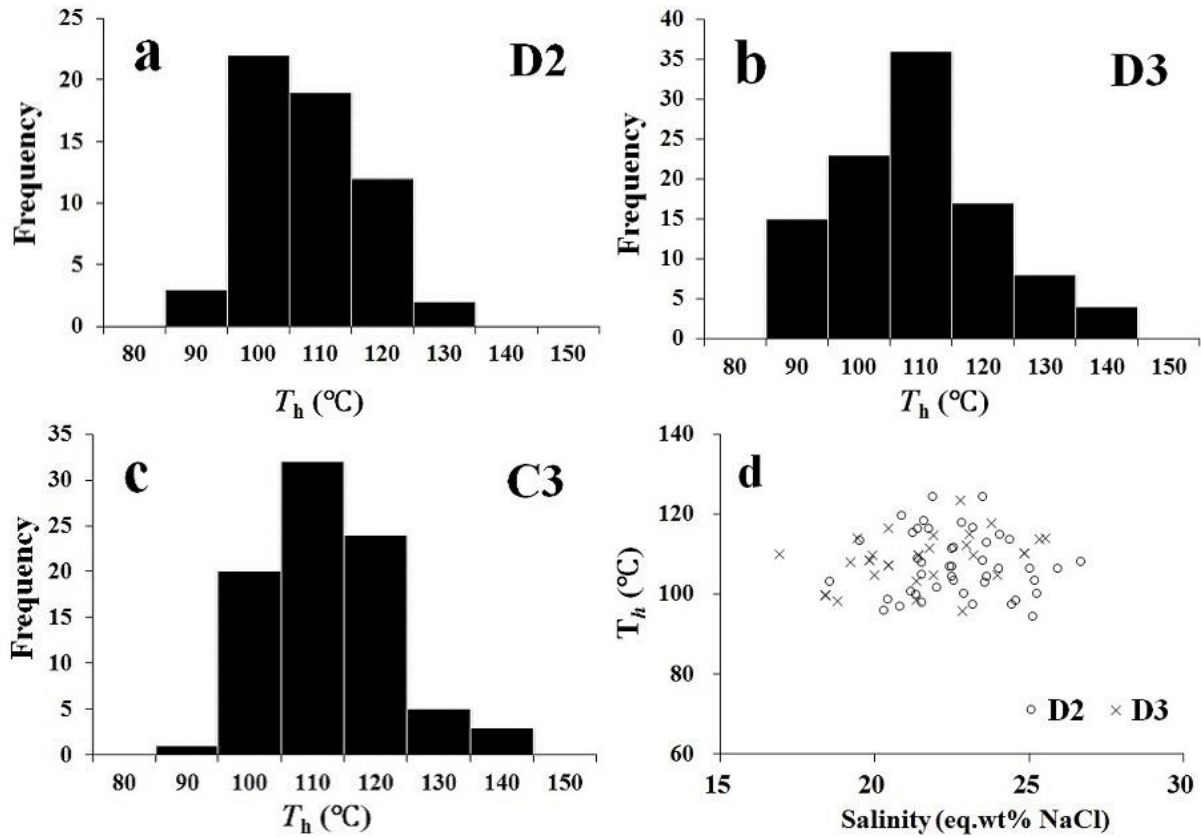 a
D2
Frequency
25
20
15
10
5
0
80 90 100 110 120 130 140 150
Th (℃)
b
D3
Frequency
40
35
30
25
20
15
10
5
0
80 90 100 110 120 130 140 150
Th (℃)
c
C3
Frequency
35
30
25
20
15
10
5
0
80 90 100 110 120 130 140 150
Th (℃)
d
Th (℃)
140
120
100
80
60
○ D2 × D3
15 20 25 30
Salinity (eq.wt% NaCl)